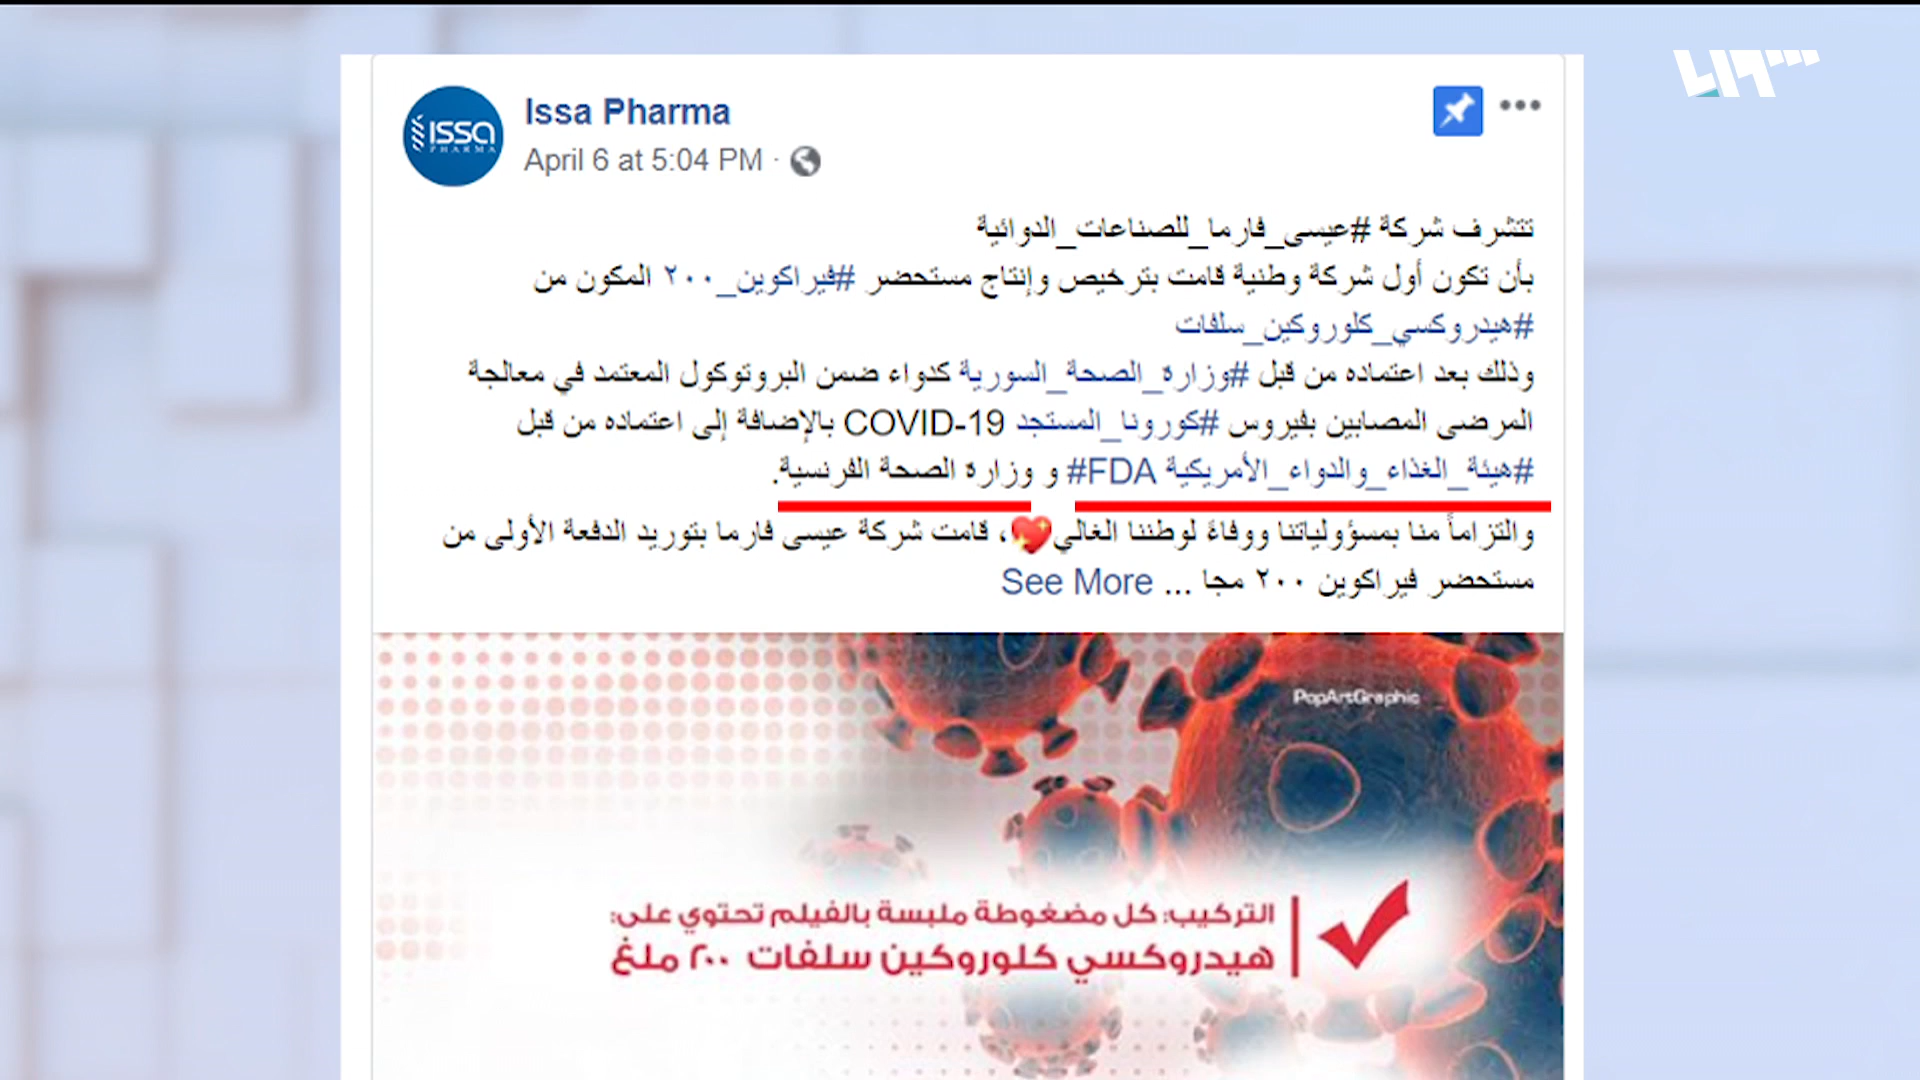 Issa Pharma
April 6 at 5:04 PM ·
ISSA
PHARMA
تتشرف شركة #عيسى_فارما_للصناعات_الدوائية
بأن تكون أول شركة وطنية قامت بترخيص وإنتاج مستحضر #فيراكوين_٢٠٠ المكون من
#هيدروكسي_كلوروكين_سلفات
وذلك بعد اعتماده من قبل #وزارة_الصحة_السورية كدواء ضمن البروتوكول المعتمد في معالجة
المرضى المصابين بفيروس #كورونا_المستجد COVID-19 بالإضافة إلى اعتماده من قبل
#هيئة_الغذاء_والدواء_الأمريكية FDA# و وزارة الصحة الفرنسية.
والتزاماً منا بمسؤولياتنا ووفاءً لوطننا الغالي💖، قامت شركة عيسى فارما بتوريد الدفعة الأولى من
مستحضر فيراكوين ٢٠٠ مجا ... See More
PopArtGraphic
التركيب: كل مضغوطة ملبسة بالفيلم تحتوي على:
هيدروكسي كلوروكين سلفات ٢٠٠ ملغ